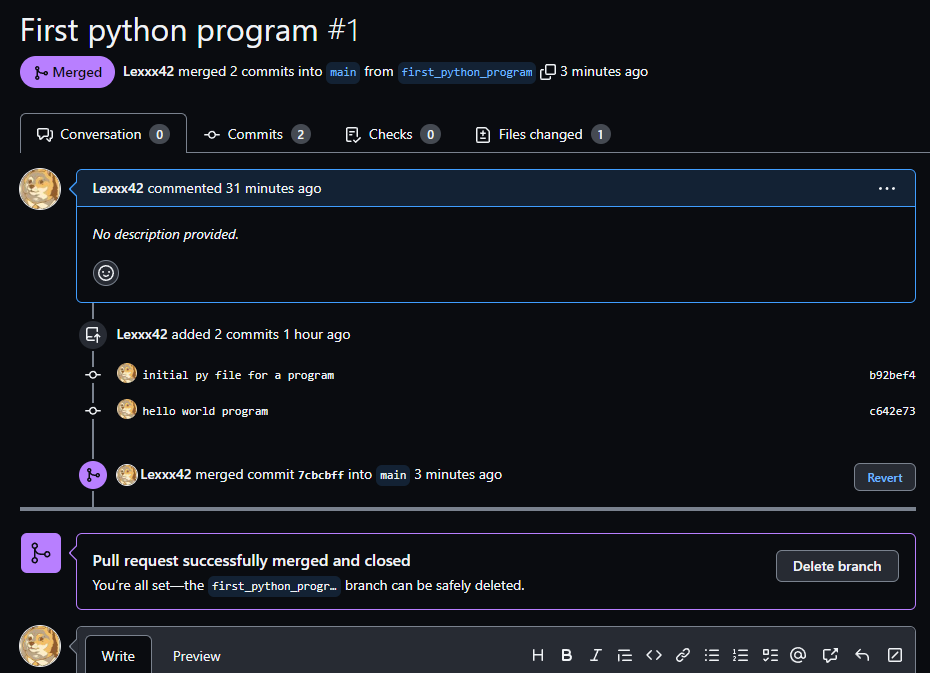 First python program #1
Merged Lexxx42 merged 2 commits into main from first_python_program 3 minutes ago
Conversation 0 Commits 2 Checks 0 Files changed 1
Lexxx42 commented 31 minutes ago ...
No description provided.
Lexxx42 added 2 commits 1 hour ago
initial py file for a program b92bef4
hello world program c642e73
Lexxx42 merged commit 7cbcbff into main 3 minutes ago Revert
Pull request successfully merged and closed
You’re all set—the first_python_progr… branch can be safely deleted. Delete branch
Write Preview H B I @